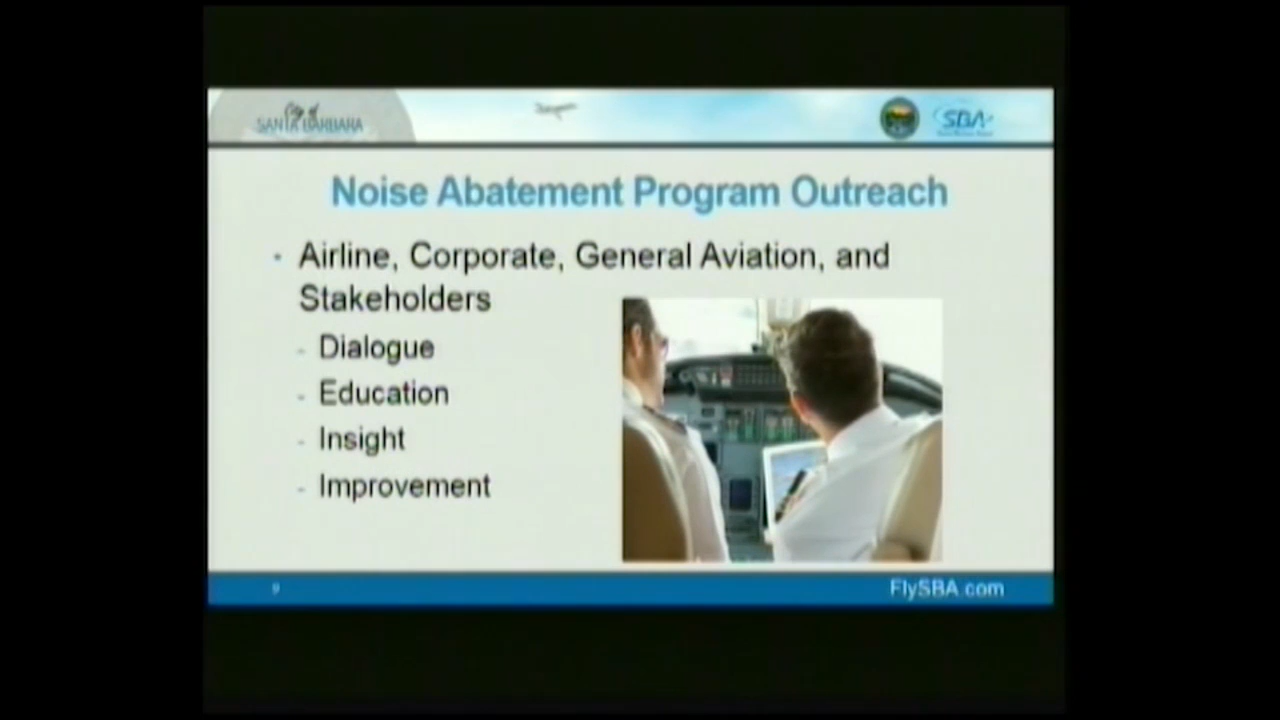 City of
SANTA BARBARA
SBA
Noise Abatement Program Outreach
• Airline, Corporate, General Aviation, and
Stakeholders
- Dialogue
- Education
- Insight
- Improvement
9
FlySBA.com